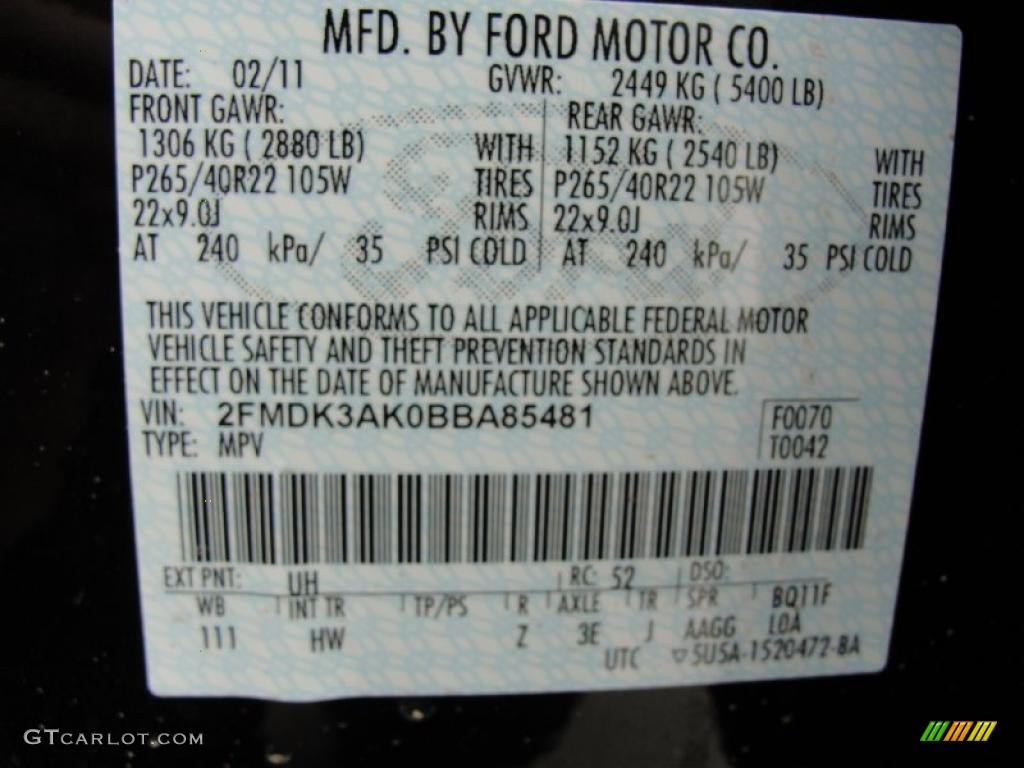 MFD. BY FORD MOTOR CO.
DATE: 02/11 GVWR: 2449 KG ( 5400 LB)
FRONT GAWR: REAR GAWR:
1306 KG ( 2880 LB) WITH 1152 KG ( 2540 LB) WITH
P265/40R22 105W TIRES P265/40R22 105W TIRES
22x9.0J RIMS 22x9.0J RIMS
AT 240 kPa/ 35 PSI COLD AT 240 kPa/ 35 PSI COLD
THIS VEHICLE CONFORMS TO ALL APPLICABLE FEDERAL MOTOR
VEHICLE SAFETY AND THEFT PREVENTION STANDARDS IN
EFFECT ON THE DATE OF MANUFACTURE SHOWN ABOVE.
VIN: 2FMDK3AK0BBA85481 F0070
TYPE: MPV T0042
EXT PNT: UH RC: 52 DSO:
WB INT TR TP/PS R AXLE TR SPR BQ11F
111 HW Z 3E J AAGG LOA
UTC ▽5U5A-1520472-BA
GTCARLOT.COM